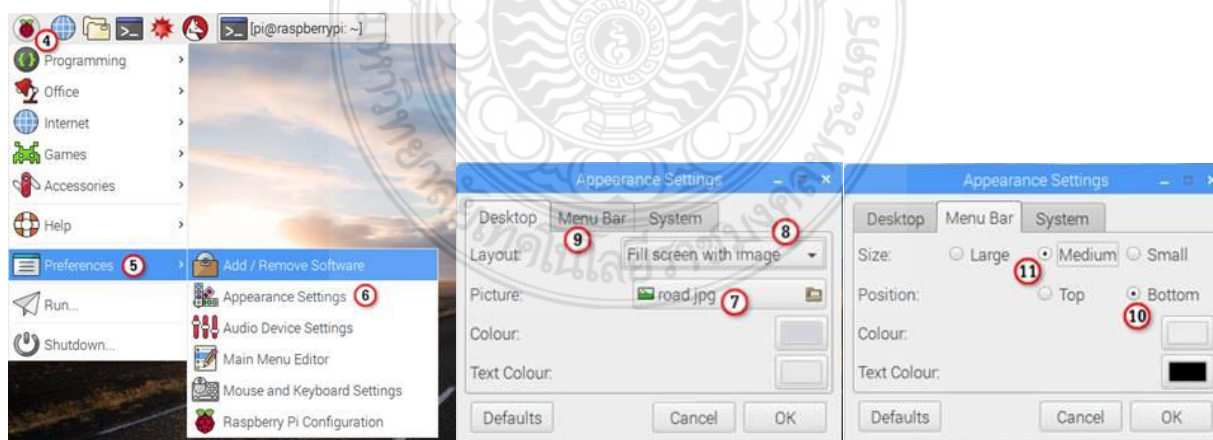 [pi@raspberrypi: ~]
4
Programming
Office
Internet
Games
Accessories
Help
Preferences 5
Run...
Shutdown...
Add / Remove Software
Appearance Settings 6
Audio Device Settings
Main Menu Editor
Mouse and Keyboard Settings
Raspberry Pi Configuration
Appearance Settings
Desktop Menu Bar System
9
8
Layout: Fill screen with image
Picture: road.jpg 7
Colour:
Text Colour:
Defaults Cancel OK
Appearance Settings
Desktop Menu Bar System
Size: Large Medium Small
11
Position: Top Bottom
10
Colour:
Text Colour:
Defaults Cancel OK